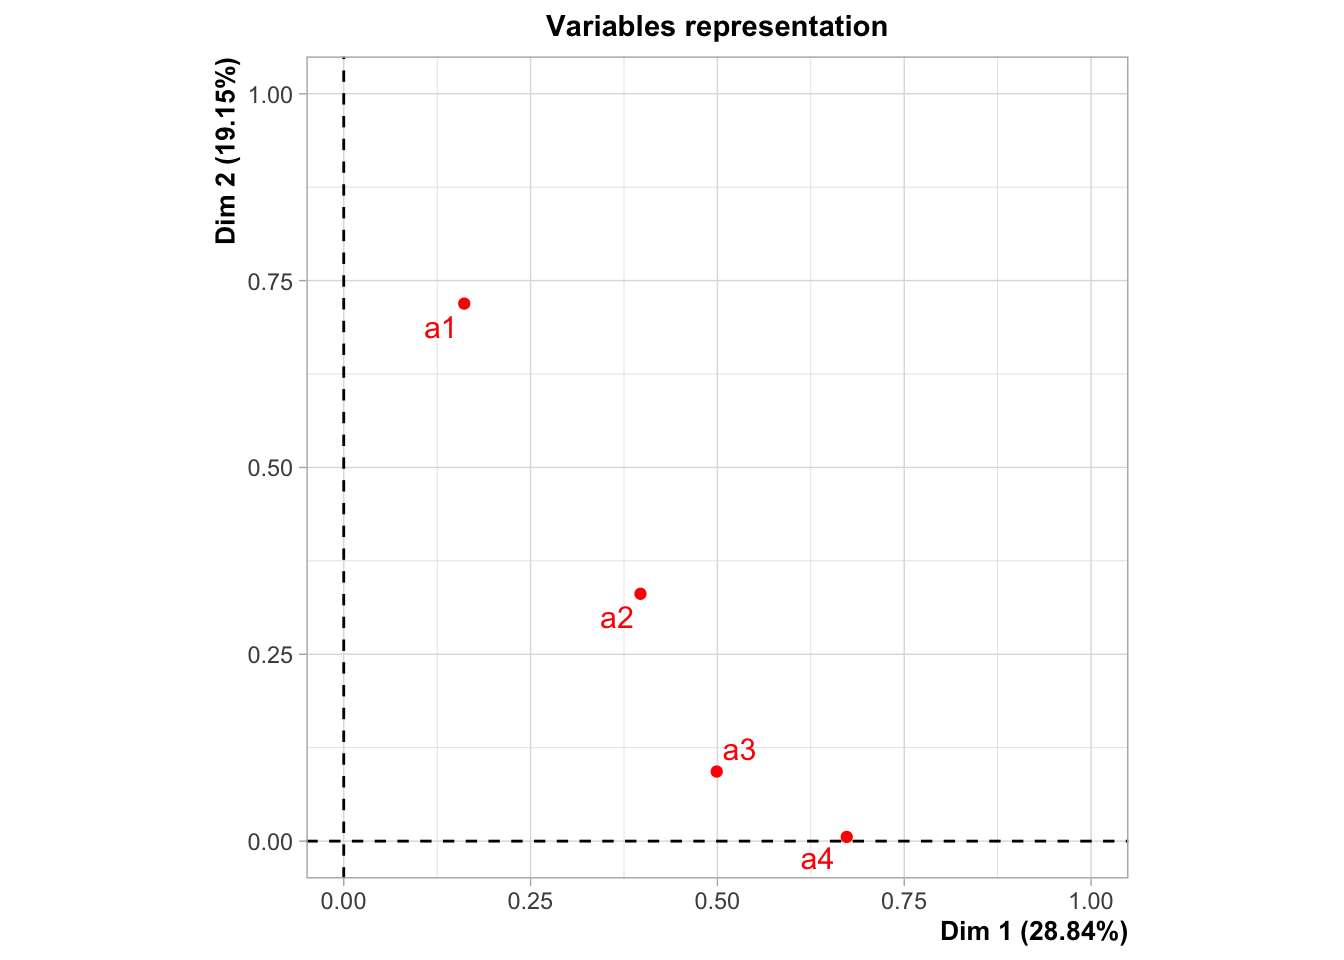 Variables representation
Dim 2 (19.15%)
1.00
0.75
0.50
0.25
0.00
a1
a2
a3
a4
0.00 0.25 0.50 0.75 1.00
Dim 1 (28.84%)